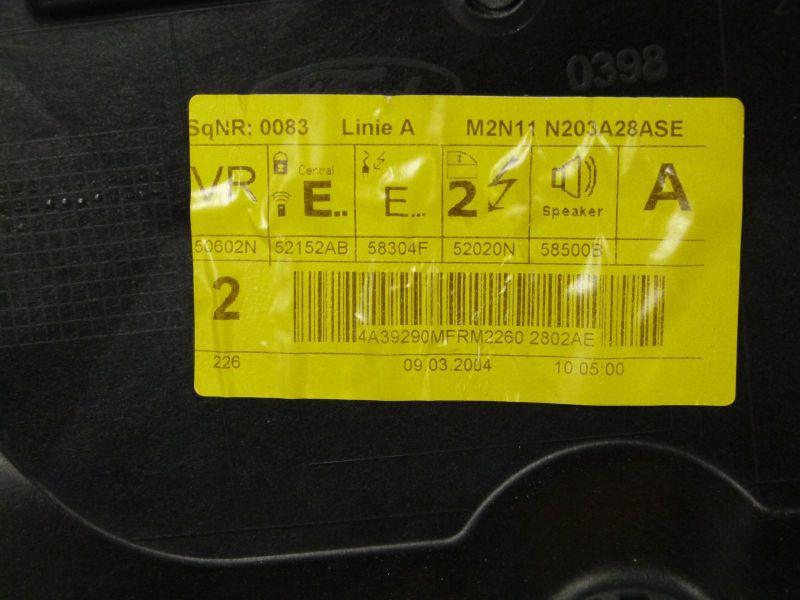 Ford
0398
SqNR: 0083 Linie A M2N11 N203A28ASE
VR Central E.. E... 2 Speaker A
50602N 52152AB 58304F 52020N 58500B
2
4A39290MFRM2260 2802AE
226 09.03.2004 10:05:00